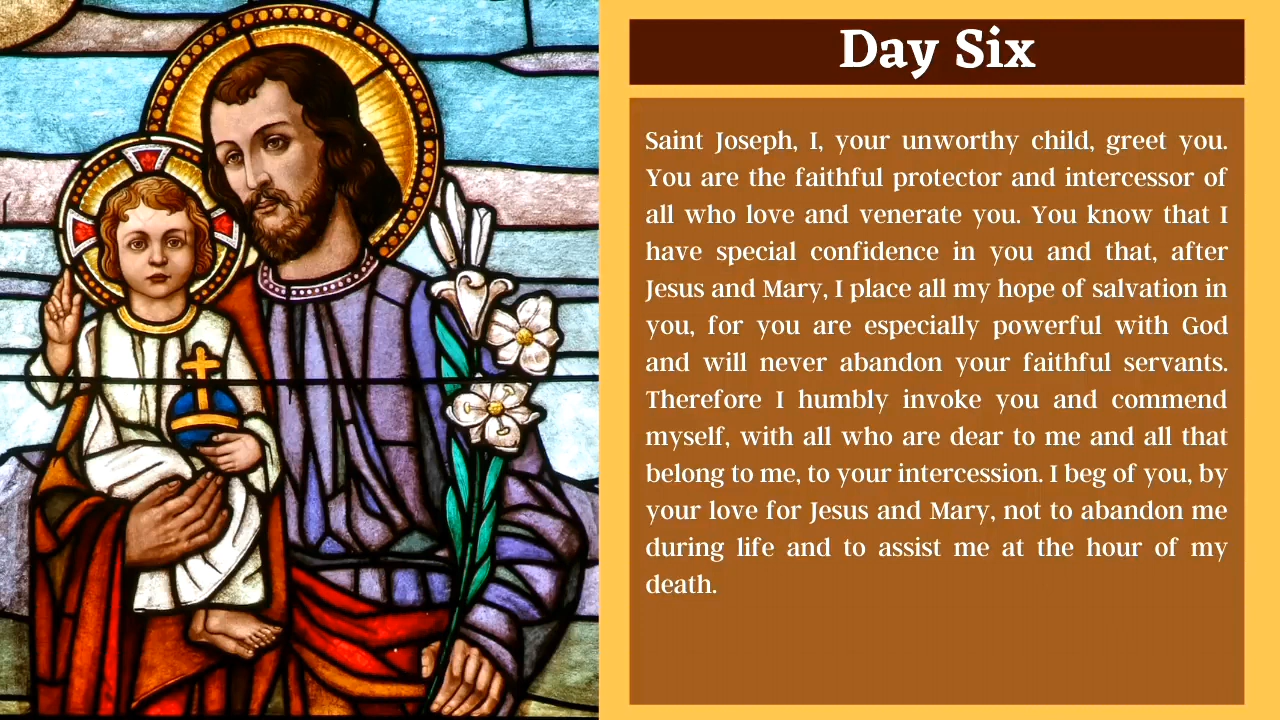 Day Six
Saint Joseph, I, your unworthy child, greet you.
You are the faithful protector and intercessor of
all who love and venerate you. You know that I
have special confidence in you and that, after
Jesus and Mary, I place all my hope of salvation in
you, for you are especially powerful with God
and will never abandon your faithful servants.
Therefore I humbly invoke you and commend
myself, with all who are dear to me and all that
belong to me, to your intercession. I beg of you, by
your love for Jesus and Mary, not to abandon me
during life and to assist me at the hour of my
death.